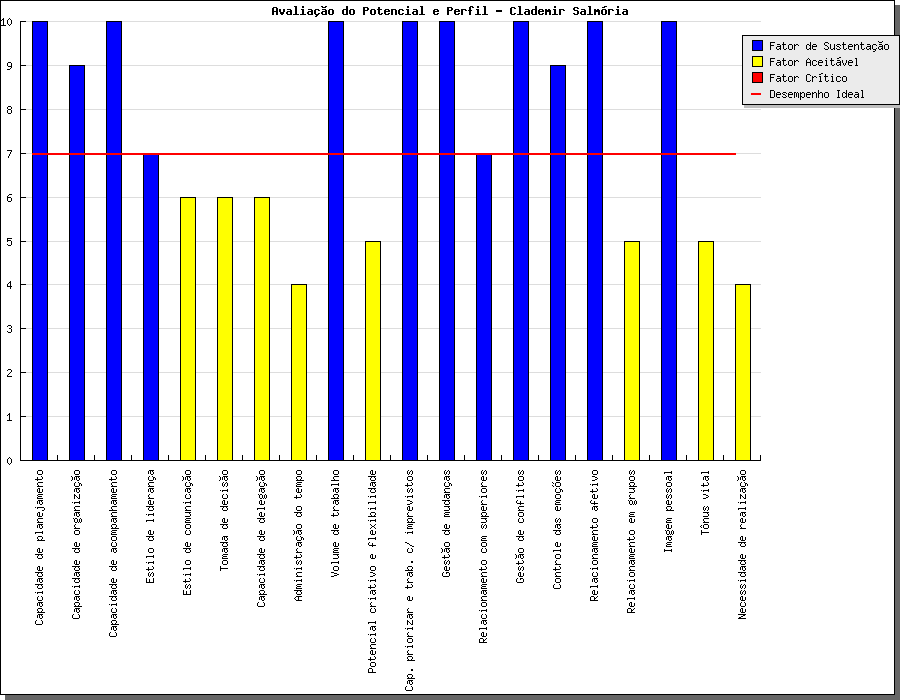 Avaliação do Potencial e Perfil - Clademir Salmória
Fator de Sustentação
Fator Aceitável
Fator Crítico
Desempenho Ideal
10
9
8
7
6
5
4
3
2
1
0
Capacidade de planejamento
Capacidade de organização
Capacidade de acompanhamento
Estilo de liderança
Estilo de comunicação
Tomada de decisão
Capacidade de delegação
Administração do tempo
Volume de trabalho
Potencial criativo e flexibilidade
Cap. priorizar e trab. c/ imprevistos
Gestão de mudanças
Relacionamento com superiores
Gestão de conflitos
Controle das emoções
Relacionamento afetivo
Relacionamento em grupos
Imagem pessoal
Tônus vital
Necessidade de realização